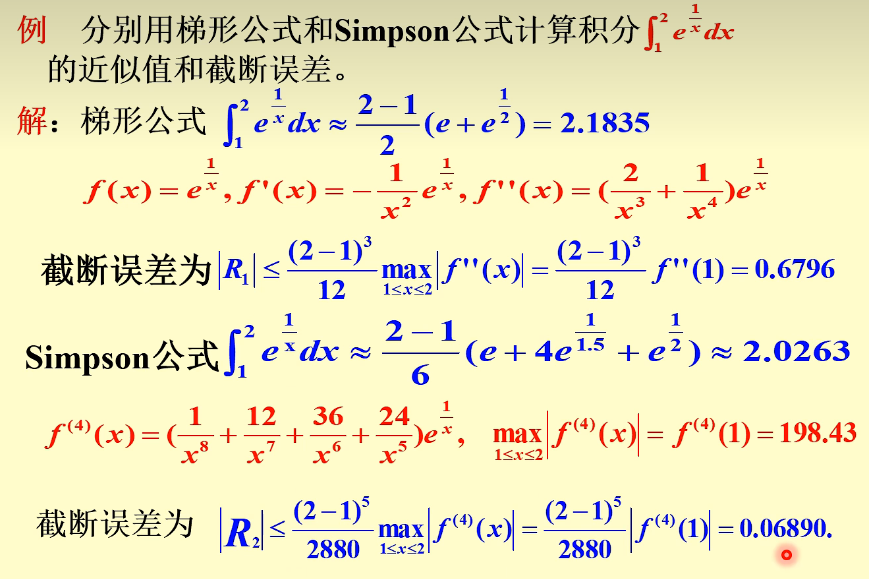 例 分别用梯形公式和Simpson公式计算积分 $\int_1^2 e^{\frac{1}{x}}dx$
的近似值和截断误差。
解：梯形公式 $\int_1^2 e^{\frac{1}{x}}dx \approx \frac{2-1}{2}(e+e^{\frac{1}{2}}) = 2.1835$
$f(x)=e^{\frac{1}{x}}, f'(x)=-\frac{1}{x^2}e^{\frac{1}{x}}, f''(x)=(\frac{2}{x^3}+\frac{1}{x^4})e^{\frac{1}{x}}$
截断误差为 $|R_1| \le \frac{(2-1)^3}{12}\max_{1\le x\le 2}|f''(x)| = \frac{(2-1)^3}{12}f''(1) = 0.6796$
Simpson公式 $\int_1^2 e^{\frac{1}{x}}dx \approx \frac{2-1}{6}(e+4e^{\frac{1}{1.5}}+e^{\frac{1}{2}}) \approx 2.0263$
$f^{(4)}(x)=(\frac{1}{x^8}+\frac{12}{x^7}+\frac{36}{x^6}+\frac{24}{x^5})e^{\frac{1}{x}}, \max_{1\le x\le 2}|f^{(4)}(x)|=f^{(4)}(1)=198.43$
截断误差为 $|R_2| \le \frac{(2-1)^5}{2880}\max_{1\le x\le 2}|f^{(4)}(x)| = \frac{(2-1)^5}{2880}|f^{(4)}(1)| = 0.06890.$